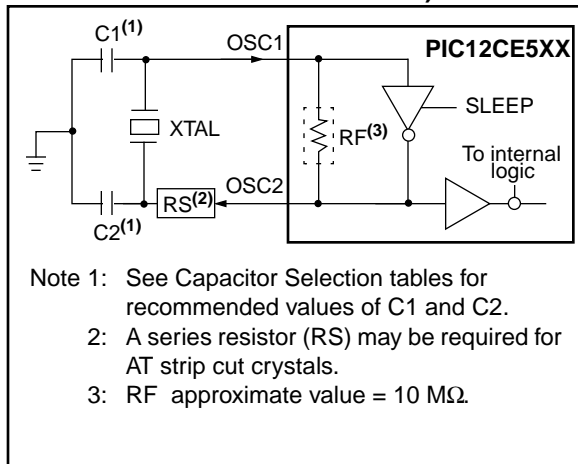 C1(1)
OSC1
PIC12CE5XX
SLEEP
XTAL
RF(3)
To internal
logic
OSC2
RS(2)
C2(1)
Note 1: See Capacitor Selection tables for
recommended values of C1 and C2.
2: A series resistor (RS) may be required for
AT strip cut crystals.
3: RF approximate value = 10 MΩ.